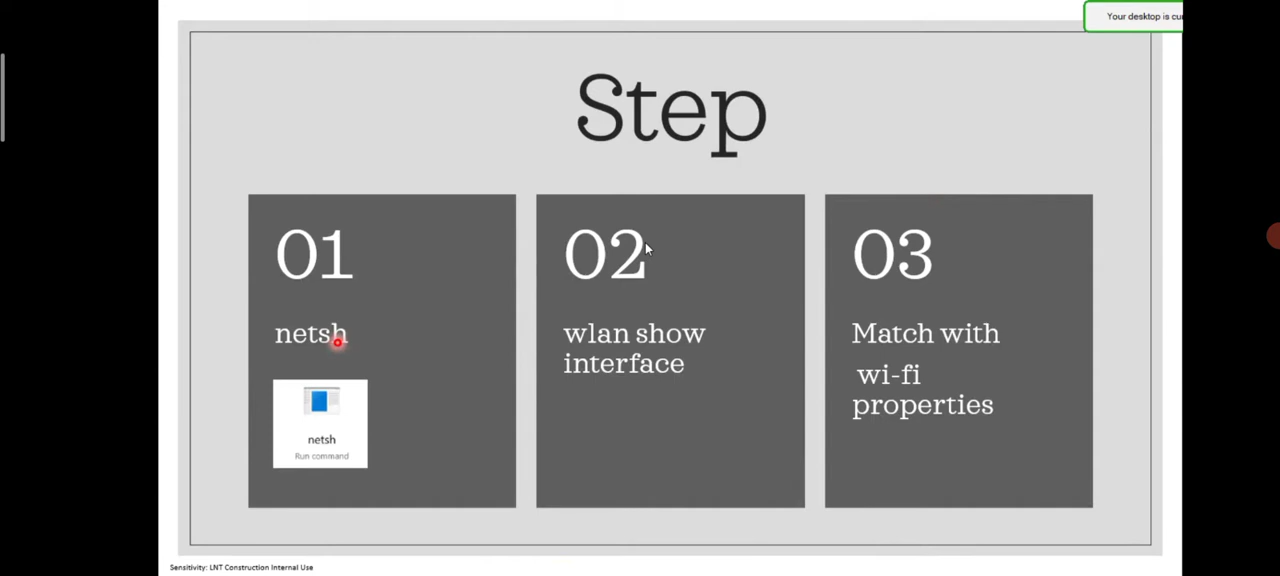 Your desktop is cu
Step
01
netsh
netsh
Run command
02
wlan show
interface
03
Match with
wi-fi
properties
Sensitivity: LNT Construction Internal Use